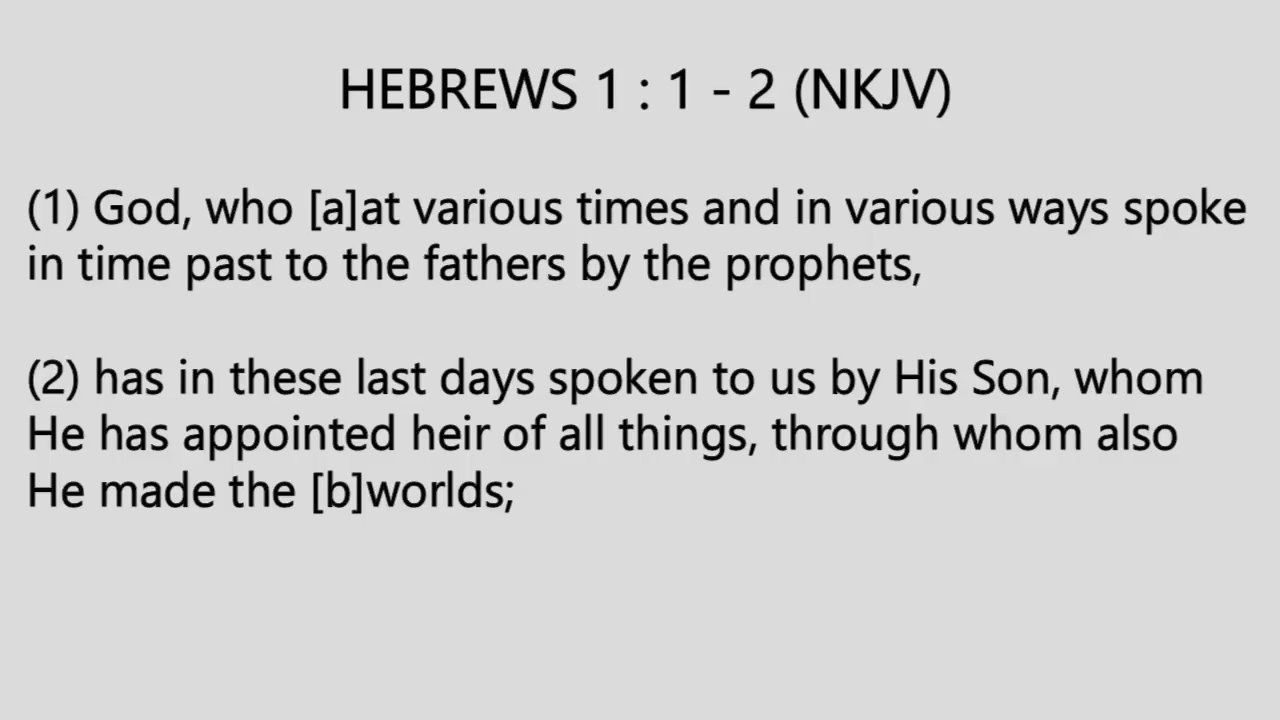 HEBREWS 1 : 1 - 2 (NKJV)
(1) God, who [a]at various times and in various ways spoke
in time past to the fathers by the prophets,
(2) has in these last days spoken to us by His Son, whom
He has appointed heir of all things, through whom also
He made the [b]worlds;